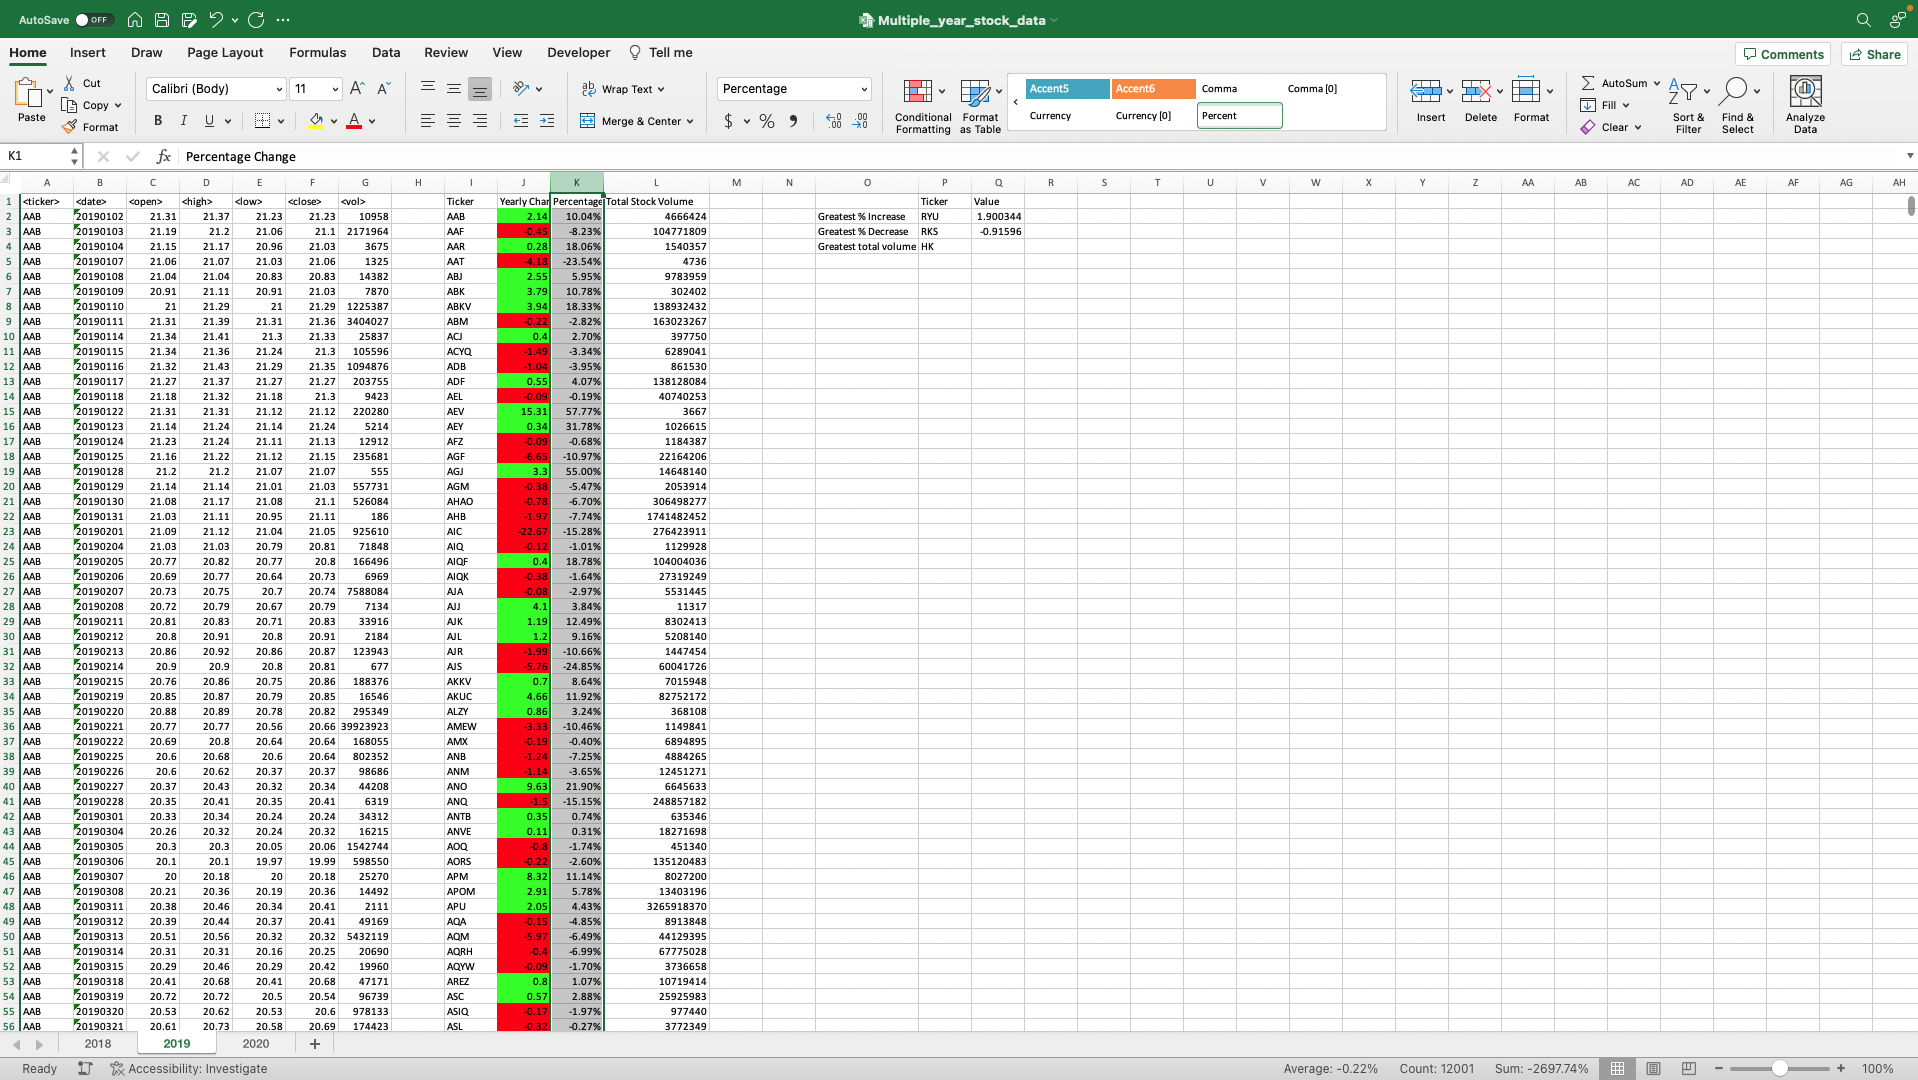 AutoSave OFF ... Multiple_year_stock_data
Home Insert Draw Page Layout Formulas Data Review View Developer Tell me Comments Share
Paste Cut Copy Format
Calibri (Body) 11 A^ A˅
B I U A
ab Wrap Text
Merge & Center
Percentage
$ % ,
Conditional Formatting Format as Table
Accent5 Accent6 Comma Comma [0]
Currency Currency [0] Percent
Insert Delete Format
AutoSum Fill Clear
Sort & Filter Find & Select Analyze Data
K1 fx Percentage Change
A B C D E F G H I J K L M N O P Q R S T U V W X Y Z AA AB AC AD AE AF AG AH
1 <ticker> <date> <open> <high> <low> <close> <vol> Ticker Yearly Char Percentage Total Stock Volume Ticker Value
2 AAB 20190102 21.31 21.37 21.23 21.23 10958 AAB 2.14 10.04% 4666424 Greatest % Increase RYU 1.900344
3 AAB 20190103 21.19 21.2 21.06 21.1 2171964 AAF -0.45 -8.23% 104771809 Greatest % Decrease RKS -0.91596
4 AAB 20190104 21.15 21.17 20.96 21.03 3675 AAR 0.28 18.06% 1540357 Greatest total volume HK
5 AAB 20190107 21.06 21.07 21.03 21.06 1325 AAT -4.18 -23.54% 4736
6 AAB 20190108 21.04 21.04 20.83 20.83 14382 ABJ 2.55 5.95% 9783959
7 AAB 20190109 20.91 21.11 20.91 21.03 7870 ABK 3.79 10.78% 302402
8 AAB 20190110 21 21.29 21 21.29 1225387 ABKV 3.94 18.33% 138932432
9 AAB 20190111 21.31 21.39 21.31 21.36 3404027 ABM -0.22 -2.82% 163023267
10 AAB 20190114 21.34 21.41 21.3 21.33 25837 ACJ 0.4 2.70% 397750
11 AAB 20190115 21.34 21.36 21.24 21.3 105596 ACYQ -1.49 -3.34% 6289041
12 AAB 20190116 21.32 21.43 21.29 21.35 1094876 ADB -1.04 -3.95% 861530
13 AAB 20190117 21.27 21.37 21.27 21.27 203755 ADF 0.55 4.07% 138128084
14 AAB 20190118 21.18 21.32 21.18 21.3 9423 AEL -0.09 -0.19% 40740253
15 AAB 20190122 21.31 21.31 21.12 21.12 220280 AEV 15.31 57.77% 3667
16 AAB 20190123 21.14 21.24 21.14 21.24 5214 AEY 0.34 31.78% 1026615
17 AAB 20190124 21.23 21.24 21.11 21.13 12912 AFZ -0.09 -0.68% 1184387
18 AAB 20190125 21.16 21.22 21.12 21.15 235681 AGF -6.65 -10.97% 22164206
19 AAB 20190128 21.2 21.2 21.07 21.07 555 AGJ 3.3 55.00% 14648140
20 AAB 20190129 21.14 21.14 21.01 21.03 557731 AGM -0.38 -5.47% 2053914
21 AAB 20190130 21.08 21.17 21.08 21.1 526084 AHAO -0.78 -6.70% 306498277
22 AAB 20190131 21.03 21.11 20.95 21.11 186 AHB -1.97 -7.74% 1741482452
23 AAB 20190201 21.09 21.12 21.04 21.05 925610 AIC -22.67 -15.28% 276423911
24 AAB 20190204 21.03 21.03 20.79 20.81 71848 AIQ -0.12 -1.01% 1129928
25 AAB 20190205 20.77 20.82 20.77 20.8 166496 AIQF 0.4 18.78% 104004036
26 AAB 20190206 20.69 20.77 20.64 20.73 6969 AIQK -0.38 -1.64% 27319249
27 AAB 20190207 20.73 20.75 20.7 20.74 7588084 AJA -0.08 -2.97% 5531445
28 AAB 20190208 20.72 20.79 20.67 20.79 7134 AJJ 4.1 3.84% 11317
29 AAB 20190211 20.81 20.83 20.71 20.83 33916 AJK 1.19 12.49% 8302413
30 AAB 20190212 20.8 20.91 20.8 20.91 2184 AJL 1.2 9.16% 5208140
31 AAB 20190213 20.86 20.92 20.86 20.87 123943 AJR -1.99 -10.66% 1447454
32 AAB 20190214 20.9 20.9 20.8 20.81 677 AJS -5.76 -24.85% 60041726
33 AAB 20190215 20.76 20.86 20.75 20.86 188376 AKKV 0.7 8.64% 7015948
34 AAB 20190219 20.85 20.87 20.79 20.85 16546 AKUC 4.66 11.92% 82752172
35 AAB 20190220 20.88 20.89 20.78 20.82 295349 ALZY 0.86 3.24% 368108
36 AAB 20190221 20.77 20.77 20.56 20.66 39923923 AMEW -3.33 -10.46% 1149841
37 AAB 20190222 20.69 20.8 20.64 20.64 168055 AMX -0.19 -0.40% 6894895
38 AAB 20190225 20.6 20.68 20.6 20.64 802352 ANB -1.24 -7.25% 4884265
39 AAB 20190226 20.6 20.62 20.37 20.37 98686 ANM -1.14 -3.65% 12451271
40 AAB 20190227 20.37 20.43 20.32 20.34 44208 ANO 9.63 21.90% 6645633
41 AAB 20190228 20.35 20.41 20.35 20.41 6319 ANQ -1.5 -15.15% 248857182
42 AAB 20190301 20.33 20.34 20.24 20.24 34312 ANTB 0.35 0.74% 635346
43 AAB 20190304 20.26 20.32 20.24 20.32 16215 ANVE 0.11 0.31% 18271698
44 AAB 20190305 20.3 20.3 20.05 20.06 1542744 AOQ -0.8 -1.74% 451340
45 AAB 20190306 20.1 20.1 19.97 19.99 598550 AORS -0.22 -2.60% 135120483
46 AAB 20190307 20 20.18 20 20.18 25270 APM 8.32 11.14% 8027200
47 AAB 20190308 20.21 20.36 20.19 20.36 14492 APOM 2.91 5.78% 13403196
48 AAB 20190311 20.38 20.46 20.34 20.41 2111 APU 2.05 4.43% 3265918370
49 AAB 20190312 20.39 20.44 20.37 20.41 49169 AQA -0.15 -4.85% 8913848
50 AAB 20190313 20.51 20.56 20.32 20.32 5432119 AQM -5.97 -6.49% 44129395
51 AAB 20190314 20.31 20.31 20.16 20.25 20690 AQRH -0.4 -6.99% 67775028
52 AAB 20190315 20.29 20.46 20.29 20.42 19960 AQYW -0.09 -1.70% 3736658
53 AAB 20190318 20.41 20.68 20.41 20.68 47171 AREZ 0.8 1.07% 10719414
54 AAB 20190319 20.72 20.72 20.5 20.54 96739 ASC 0.57 2.88% 25925983
55 AAB 20190320 20.53 20.62 20.53 20.6 978133 ASIQ -0.17 -1.97% 977440
56 AAB 20190321 20.61 20.73 20.58 20.69 174423 ASL -0.32 -0.27% 3772349
2018 2019 2020 +
Ready Accessibility: Investigate Average: -0.22% Count: 12001 Sum: -2697.74% − + 100%